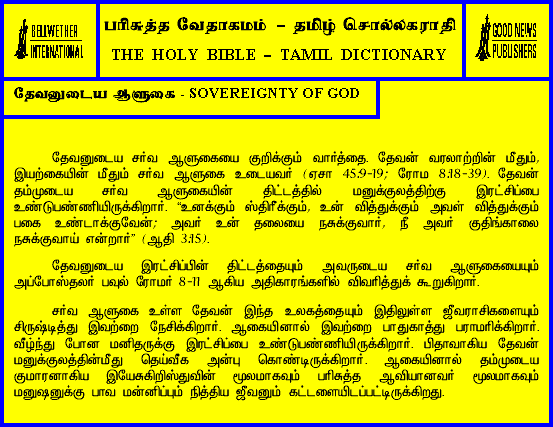 BELLWETHER
INTERNATIONAL
பரிசுத்த வேதாகமம் – தமிழ் சொல்லகராதி
THE HOLY BIBLE – TAMIL DICTIONARY
GOOD NEWS
PUBLISHERS
தேவனுடைய ஆளுகை - SOVEREIGNTY OF GOD
தேவனுடைய சர்வ ஆளுகையை குறிக்கும் வார்த்தை. தேவன் வரலாற்றின் மீதும்,
இயற்கையின் மீதும் சர்வ ஆளுகை உடையவர் (ஏசா 45:9-19; ரோம 8:18-39). தேவன்
தம்முடைய சர்வ ஆளுகையின் திட்டத்தில் மனுக்குலத்திற்கு இரட்சிப்பை
உண்டுபண்ணியிருக்கிறார். “உனக்கும் ஸ்திரீக்கும், உன் வித்துக்கும் அவள் வித்துக்கும்
பகை உண்டாக்குவேன்; அவர் உன் தலையை நசுக்குவார், நீ அவர் குதிங்காலை
நசுக்குவாய் என்றார்” (ஆதி 3:15).
தேவனுடைய இரட்சிப்பின் திட்டத்தையும் அவருடைய சர்வ ஆளுகையையும்
அப்போஸ்தலர் பவுல் ரோமர் 8-11 ஆகிய அதிகாரங்களில் விவரித்துக் கூறுகிறார்.
சர்வ ஆளுகை உள்ள தேவன் இந்த உலகத்தையும் இதிலுள்ள ஜீவராசிகளையும்
சிருஷ்டித்து இவற்றை நேசிக்கிறார். ஆகையினால் இவற்றை பாதுகாத்து பராமரிக்கிறார்.
வீழ்ந்து போன மனிதருக்கு இரட்சிப்பை உண்டுபண்ணியிருக்கிறார். பிதாவாகிய தேவன்
மனுக்குலத்தின்மீது தெய்வீக அன்பு கொண்டிருக்கிறார். ஆகையினால் தம்முடைய
குமாரனாகிய இயேசுகிறிஸ்துவின் மூலமாகவும் பரிசுத்த ஆவியானவர் மூலமாகவும்
மனுஷனுக்கு பாவ மன்னிப்பும் நித்திய ஜீவனும் கட்டளையிடப்பட்டிருக்கிறது.